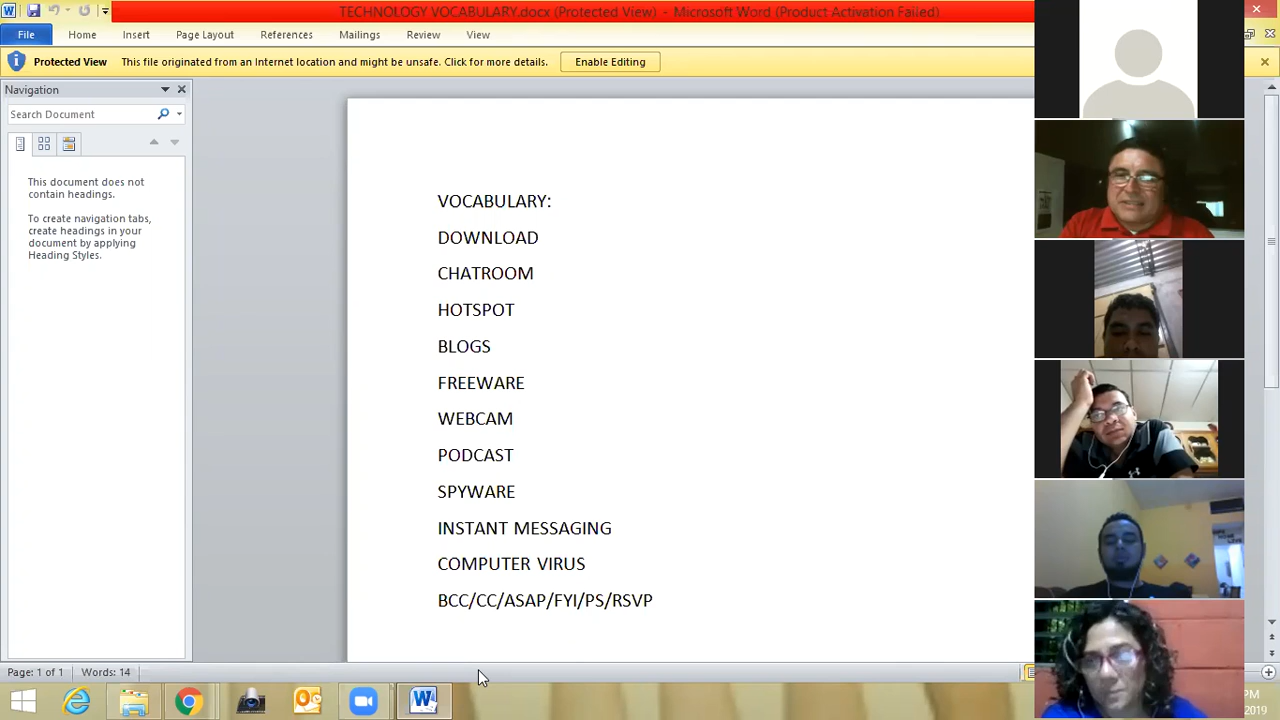 TECHNOLOGY VOCABULARY.docx (Protected View) - Microsoft Word (Product Activation Failed)
File Home Insert Page Layout References Mailings Review View
Protected View This file originated from an Internet location and might be unsafe. Click for more details. Enable Editing
Navigation
Search Document
This document does not
contain headings.
To create navigation tabs,
create headings in your
document by applying
Heading Styles.
VOCABULARY:
DOWNLOAD
CHATROOM
HOTSPOT
BLOGS
FREEWARE
WEBCAM
PODCAST
SPYWARE
INSTANT MESSAGING
COMPUTER VIRUS
BCC/CC/ASAP/FYI/PS/RSVP
Page: 1 of 1 Words: 14
PM
2019